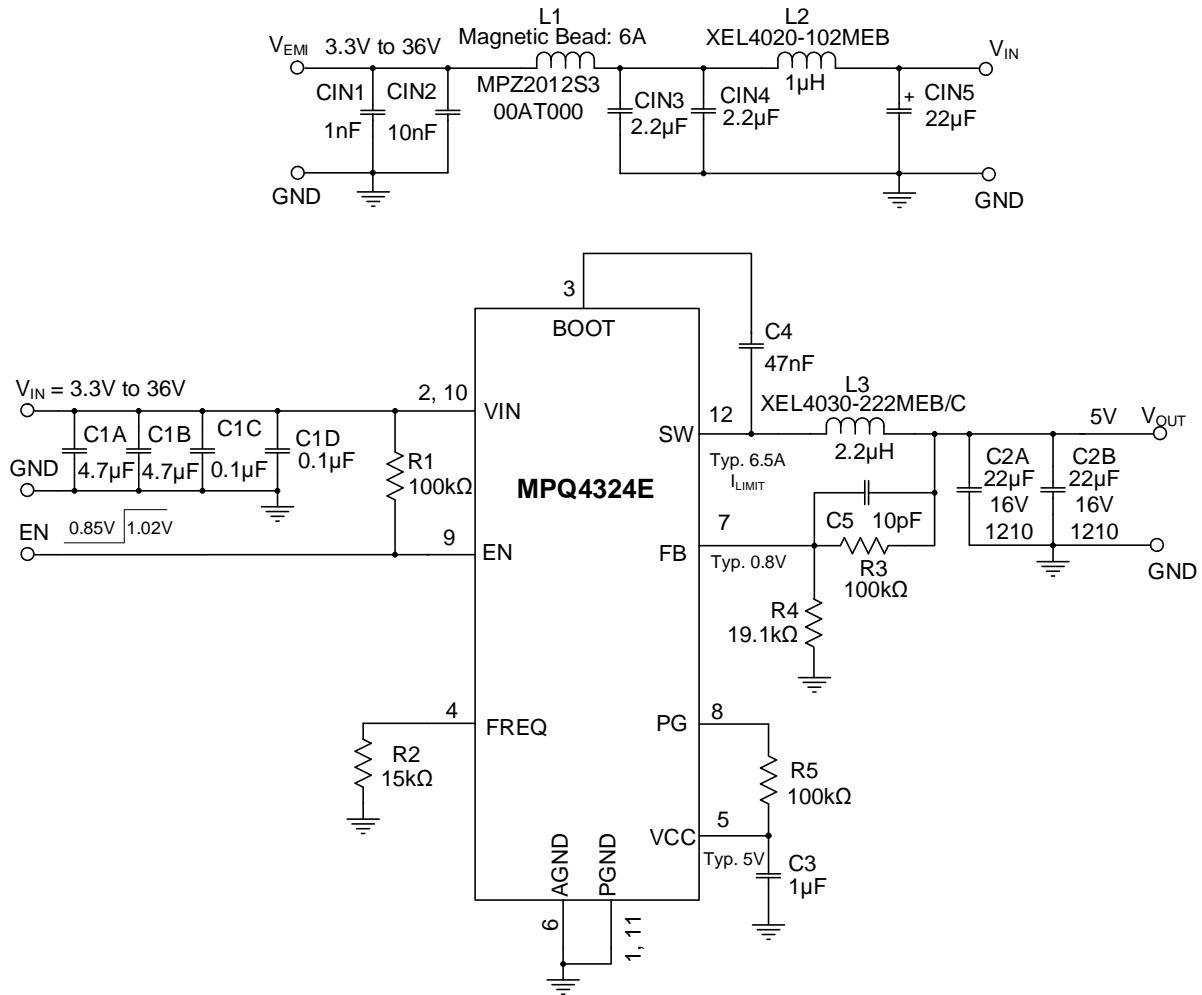 L1
Magnetic Bead: 6A
L2
XEL4020-102MEB
VEMI 3.3V to 36V
VIN
MPZ2012S3
00AT000
1µH
CIN1
1nF
CIN2
10nF
CIN3
2.2µF
CIN4
2.2µF
+ CIN5
22µF
GND
GND
3
BOOT
C4
47nF
VIN = 3.3V to 36V
2, 10
VIN
12
SW
L3
XEL4030-222MEB/C
2.2µH
5V
VOUT
C1A
4.7µF
C1B
4.7µF
C1C
0.1µF
C1D
0.1µF
GND
R1
100kΩ
MPQ4324E
Typ. 6.5A
ILIMIT
C2A
22µF
16V
1210
C2B
22µF
16V
1210
EN
0.85V
1.02V
9
EN
7
FB
Typ. 0.8V
C5
10pF
R3
100kΩ
GND
R4
19.1kΩ
4
FREQ
R2
15kΩ
8
PG
R5
100kΩ
5
VCC
Typ. 5V
C3
1µF
AGND
PGND
6
1, 11